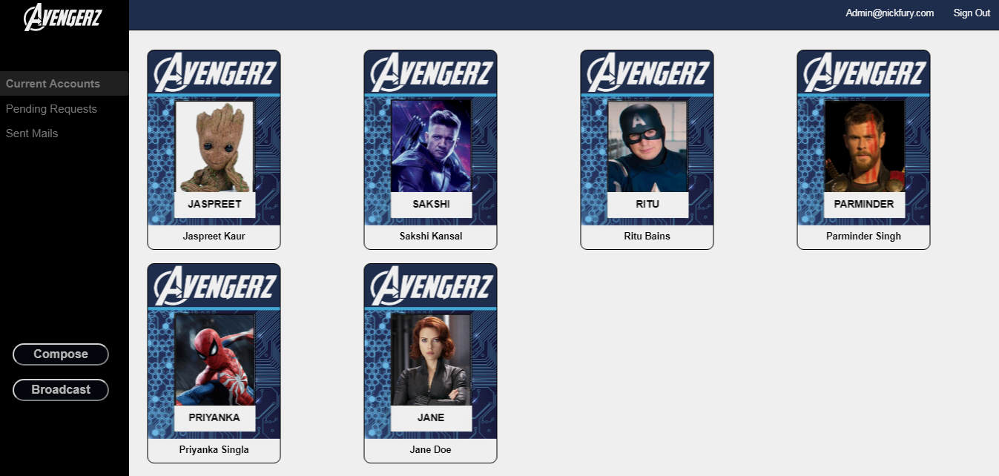 AVENGERZ
Admin@nickfury.com
Sign Out
Current Accounts
Pending Requests
Sent Mails
Compose
Broadcast
AVENGERZ
A
JASPREET
Jaspreet Kaur
AVENGERZ
SAKSHI
Sakshi Kansal
AVENGERZ
A
RITU
Ritu Bains
AVENGERZ
PARMINDER
Parminder Singh
AVENGERZ
PRIYANKA
Priyanka Singla
AVENGERZ
JANE
Jane Doe